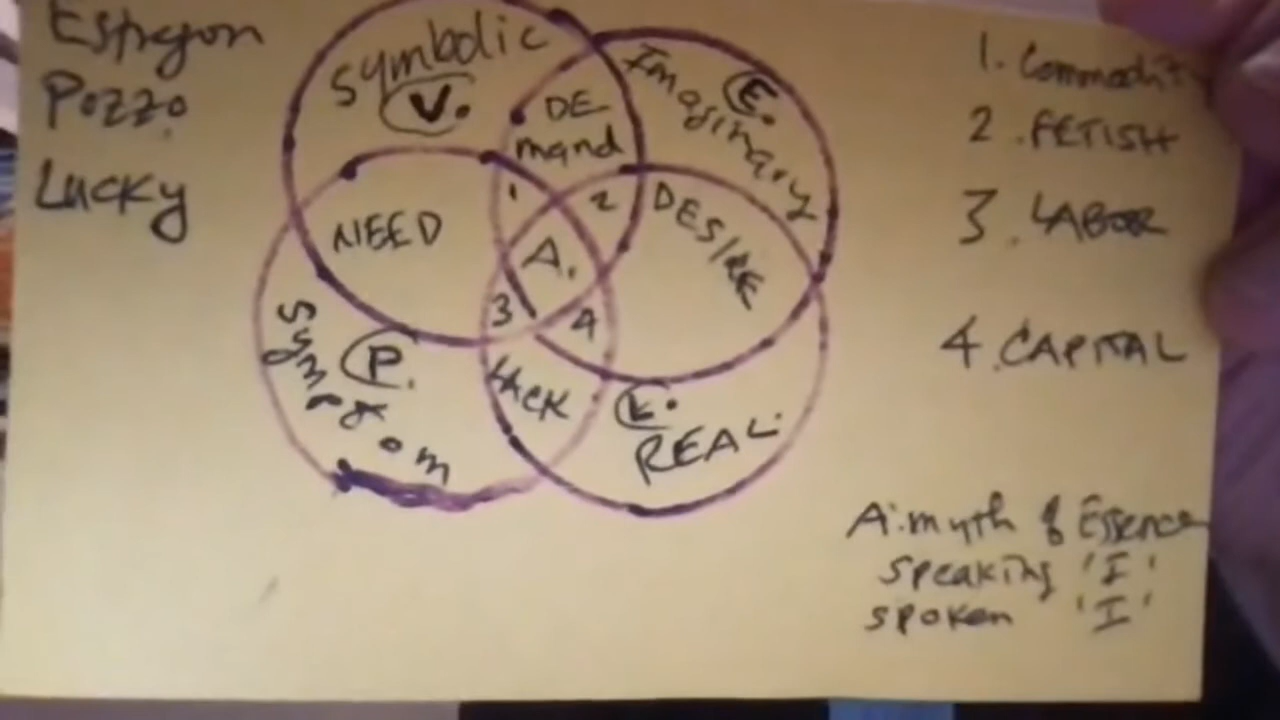 Estragon
Pozzo
Lucky
Symbolic
V.
DE
mand
Imaginary
E.
NEED
1
2
DESIRE
A.
3
4
Symptom
P.
LACK
L.
REAL
1. Commodit
2. FETISH
3. LABOR
4. CAPITAL
A: myth of Essence
speaking 'I'
spoken 'I'